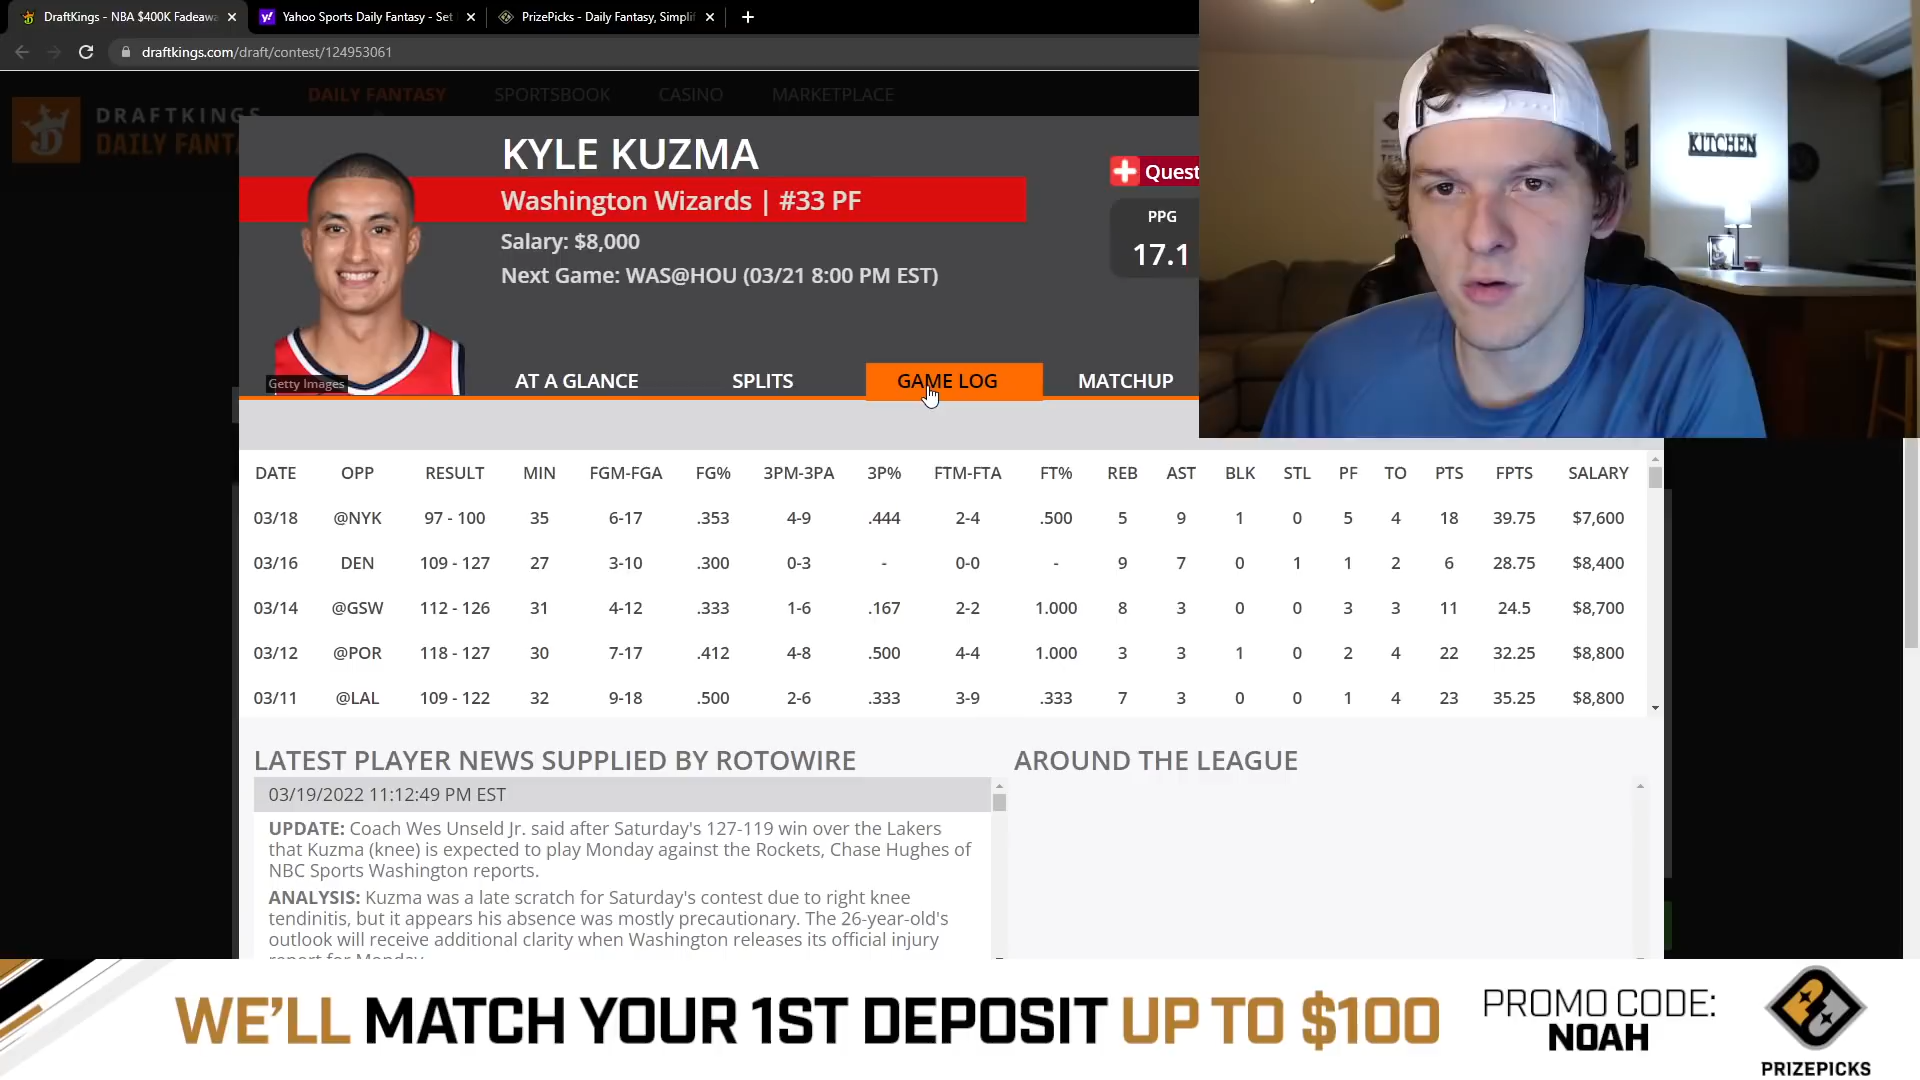 DraftKings - NBA $400K Fadeawa
Yahoo Sports Daily Fantasy - Set
PrizePicks - Daily Fantasy, Simplif
draftkings.com/draft/contest/124953061
DRAFTKINGS
DAILY FANTASY
SPORTSBOOK
CASINO
MARKETPLACE
DAILY FANTA
KYLE KUZMA
Quest
Washington Wizards | #33 PF
PPG
Salary: $8,000
17.1
Next Game: WAS@HOU (03/21 8:00 PM EST)
KITCHEN
Getty Images
AT A GLANCE
SPLITS
GAME LOG
MATCHUP
DATE OPP RESULT MIN FGM-FGA FG% 3PM-3PA 3P% FTM-FTA FT% REB AST BLK STL PF TO PTS FPTS SALARY
03/18 @NYK 97 - 100 35 6-17 .353 4-9 .444 2-4 .500 5 9 1 0 5 4 18 39.75 $7,600
03/16 DEN 109 - 127 27 3-10 .300 0-3 - 0-0 - 9 7 0 1 1 2 6 28.75 $8,400
03/14 @GSW 112 - 126 31 4-12 .333 1-6 .167 2-2 1.000 8 3 0 0 3 3 11 24.5 $8,700
03/12 @POR 118 - 127 30 7-17 .412 4-8 .500 4-4 1.000 3 3 1 0 2 4 22 32.25 $8,800
03/11 @LAL 109 - 122 32 9-18 .500 2-6 .333 3-9 .333 7 3 0 0 1 4 23 35.25 $8,800
LATEST PLAYER NEWS SUPPLIED BY ROTOWIRE
AROUND THE LEAGUE
03/19/2022 11:12:49 PM EST
UPDATE: Coach Wes Unseld Jr. said after Saturday's 127-119 win over the Lakers
that Kuzma (knee) is expected to play Monday against the Rockets, Chase Hughes of
NBC Sports Washington reports.
ANALYSIS: Kuzma was a late scratch for Saturday's contest due to right knee
tendinitis, but it appears his absence was mostly precautionary. The 26-year-old's
outlook will receive additional clarity when Washington releases its official injury
report for Monday.
WE'LL MATCH YOUR 1ST DEPOSIT UP TO $100
PROMO CODE:
NOAH
PRIZEPICKS